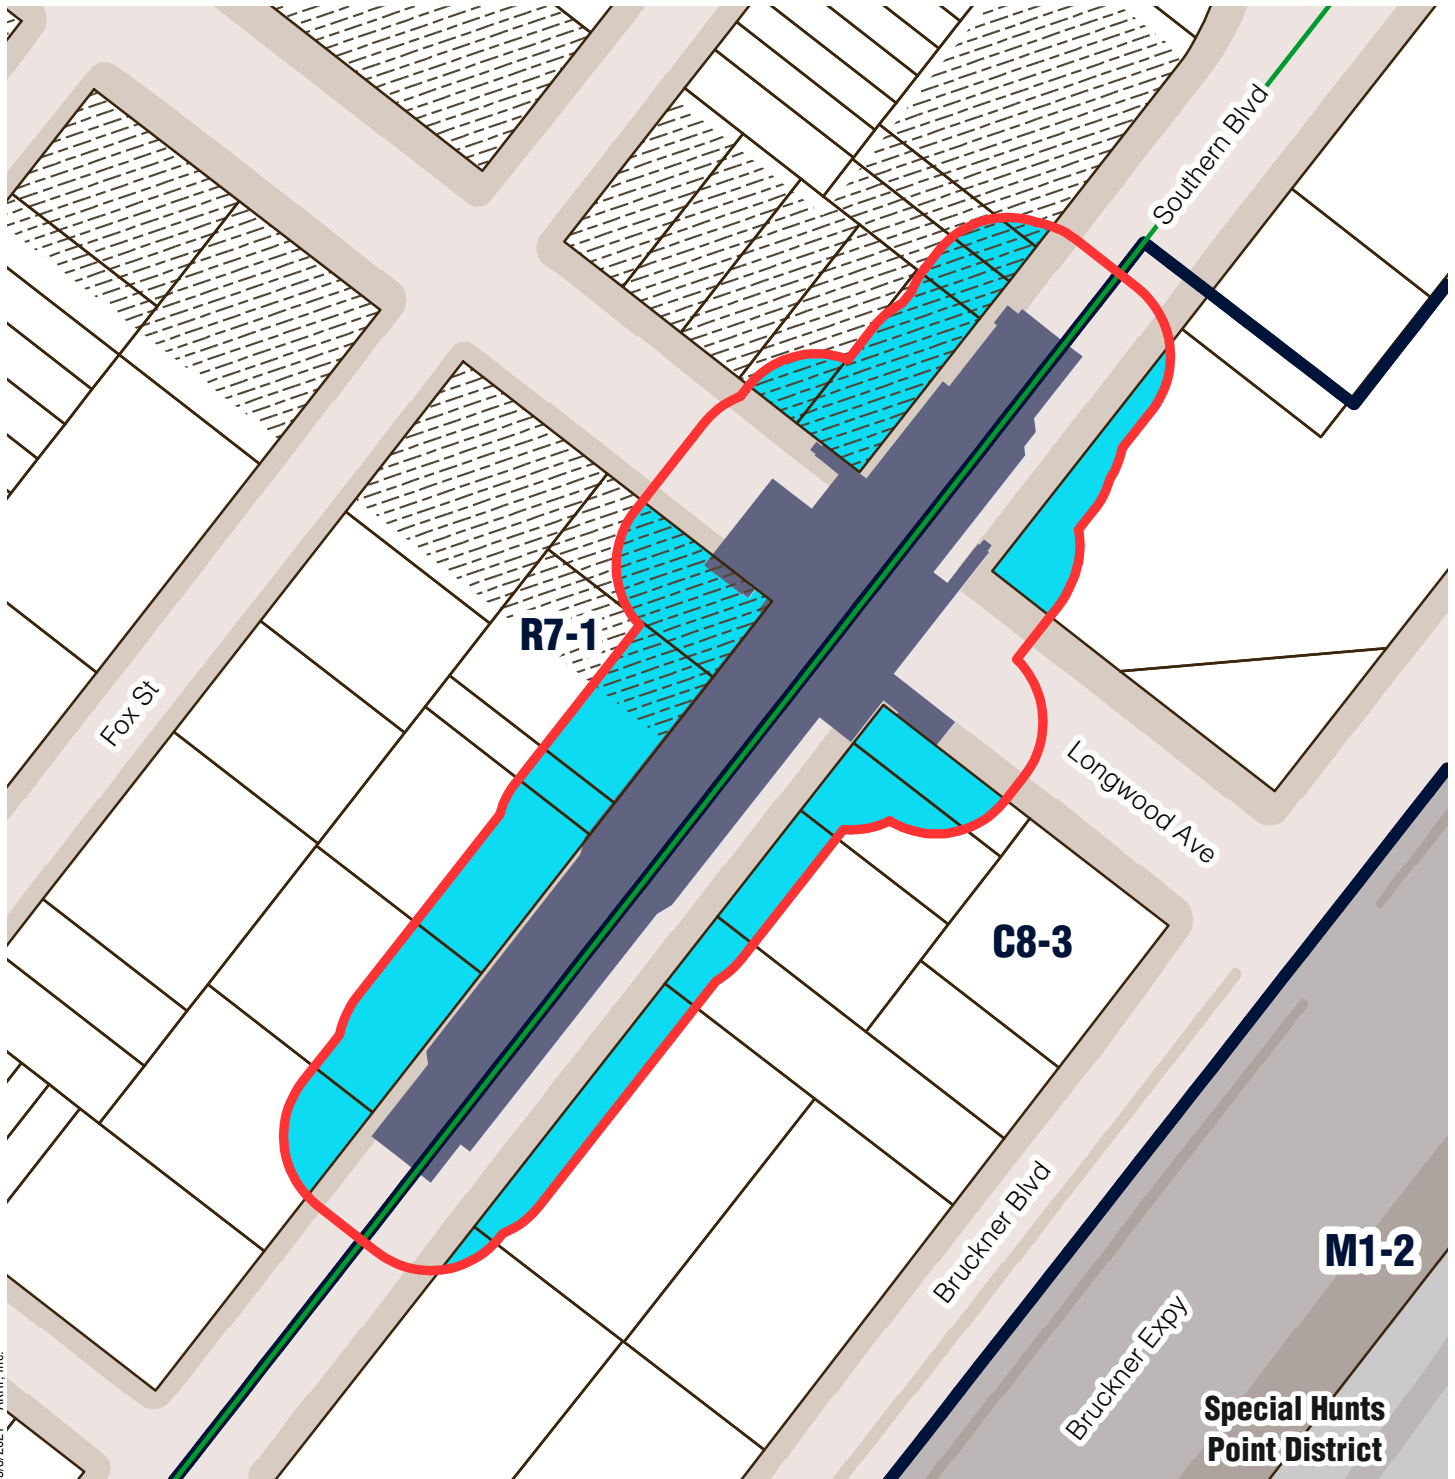 Southern Blvd
R7-1
Fox St
Longwood Ave
C8-3
Bruckner Blvd
M1-2
Bruckner Expy
Special Hunts
Point District